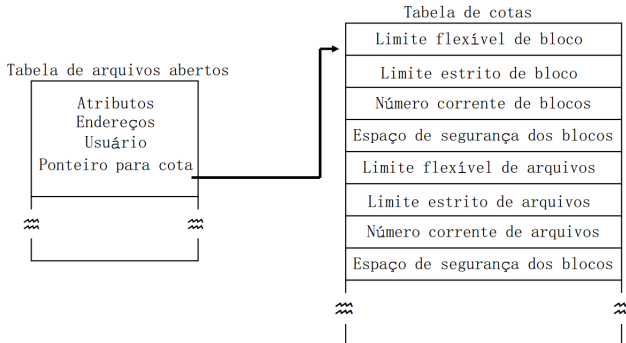 Tabela de arquivos abertos
Atributos
Endereços
Usuário
Ponteiro para cota
Tabela de cotas
Limite flexível de bloco
Limite estrito de bloco
Número corrente de blocos
Espaço de segurança dos blocos
Limite flexível de arquivos
Limite estrito de arquivos
Número corrente de arquivos
Espaço de segurança dos blocos